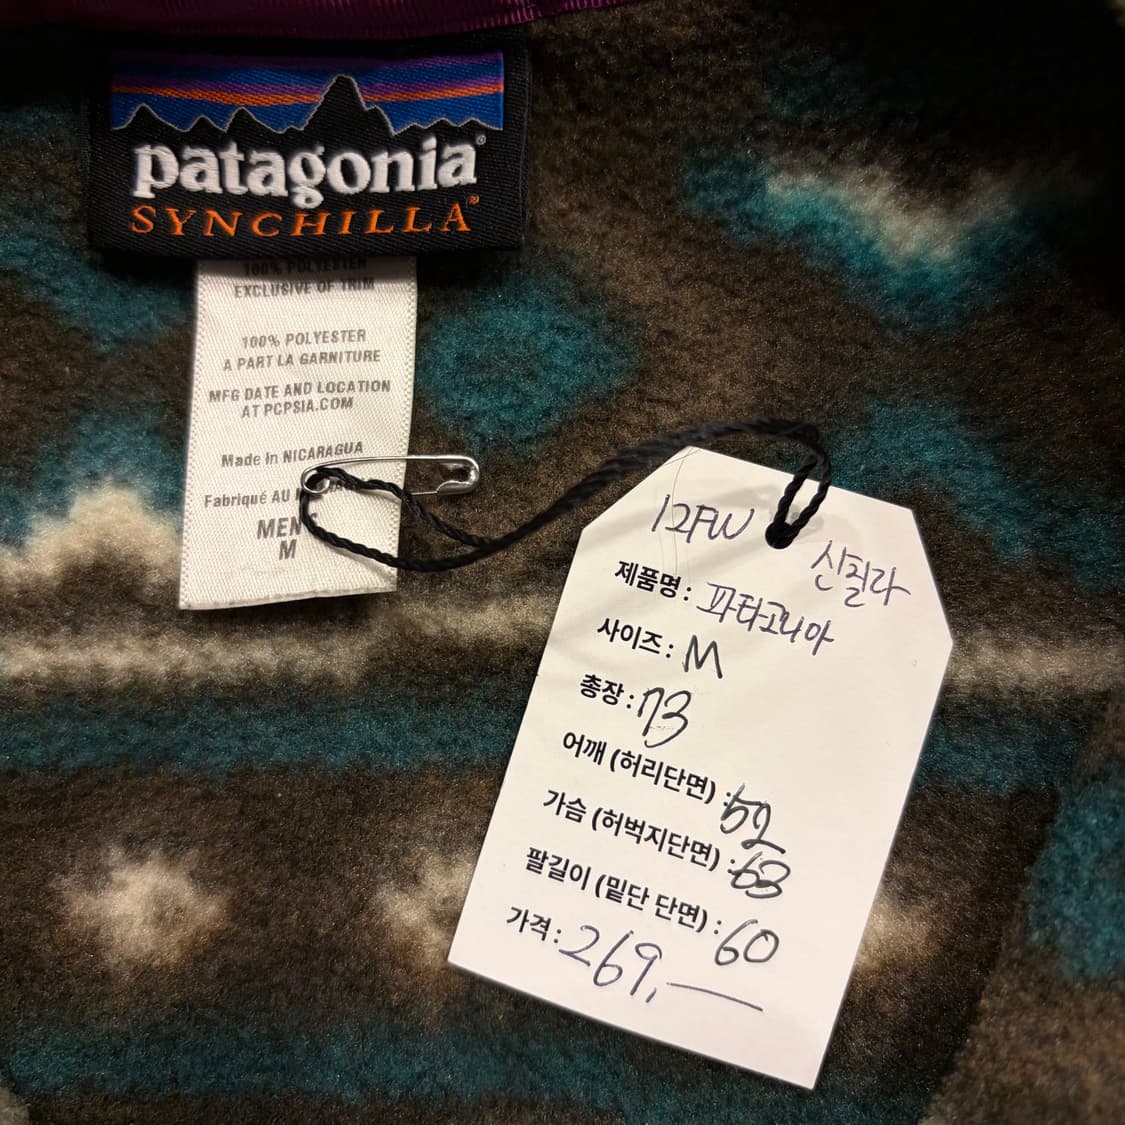 patagonia®
SYNCHILLA®
100% POLYESTER
EXCLUSIVE OF TRIM
100% POLYESTER
A PART LA GARNITURE
MFG DATE AND LOCATION
AT PCPSIA.COM
Made In NICARAGUA
Fabriqué AU
MEN'S
M
12FW
신칠라
제품명: 파타고니아
사이즈: M
총장: 73
어깨 (허리단면): 52
가슴 (허벅지단면): 63
팔길이 (밑단 단면): 60
가격: 269,—